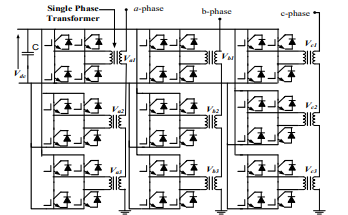 Single Phase
Transformer
a-phase
b-phase
c-phase
C
Vdc
Va1
Vb1
Vc1
Va2
Vb2
Vc2
Va3
Vb3
Vc3